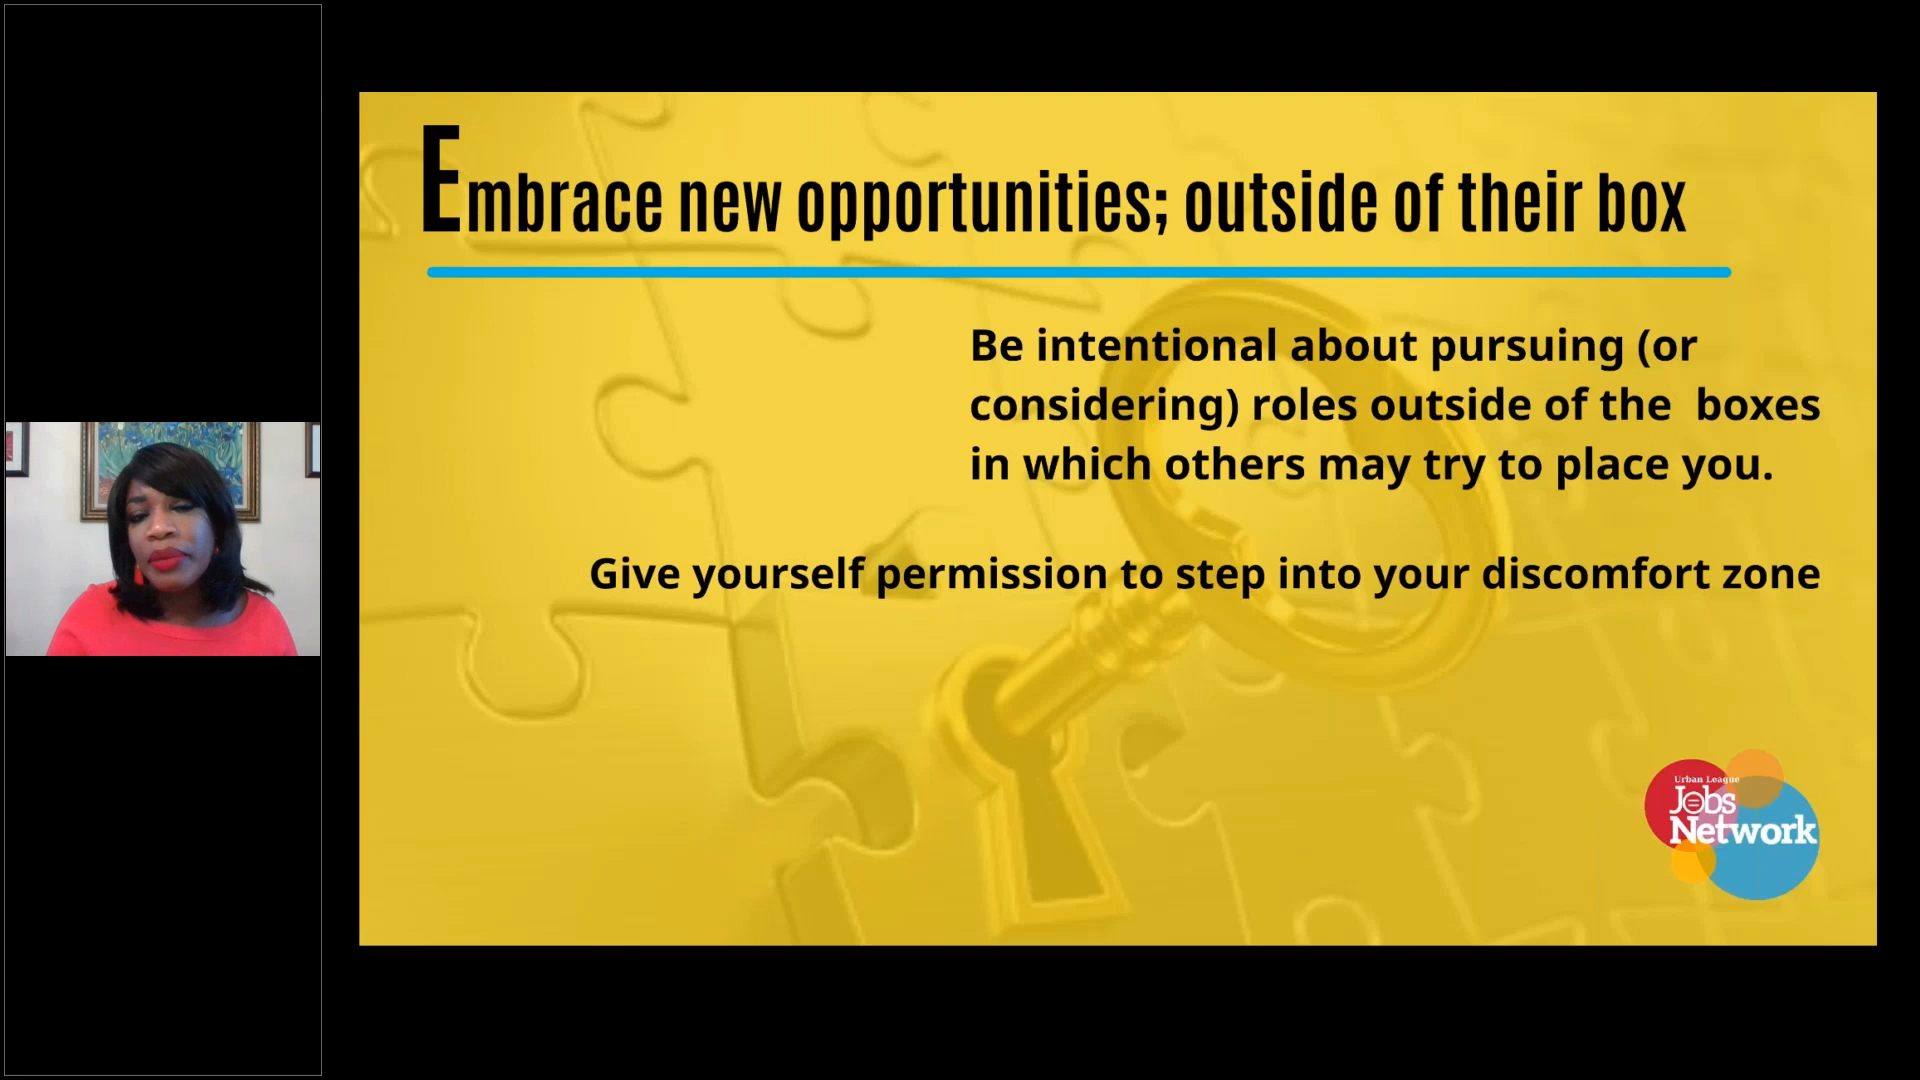 Embrace new opportunities; outside of their box
Be intentional about pursuing (or
considering) roles outside of the  boxes
in which others may try to place you.
Give yourself permission to step into your discomfort zone
Urban League
Jobs
Network